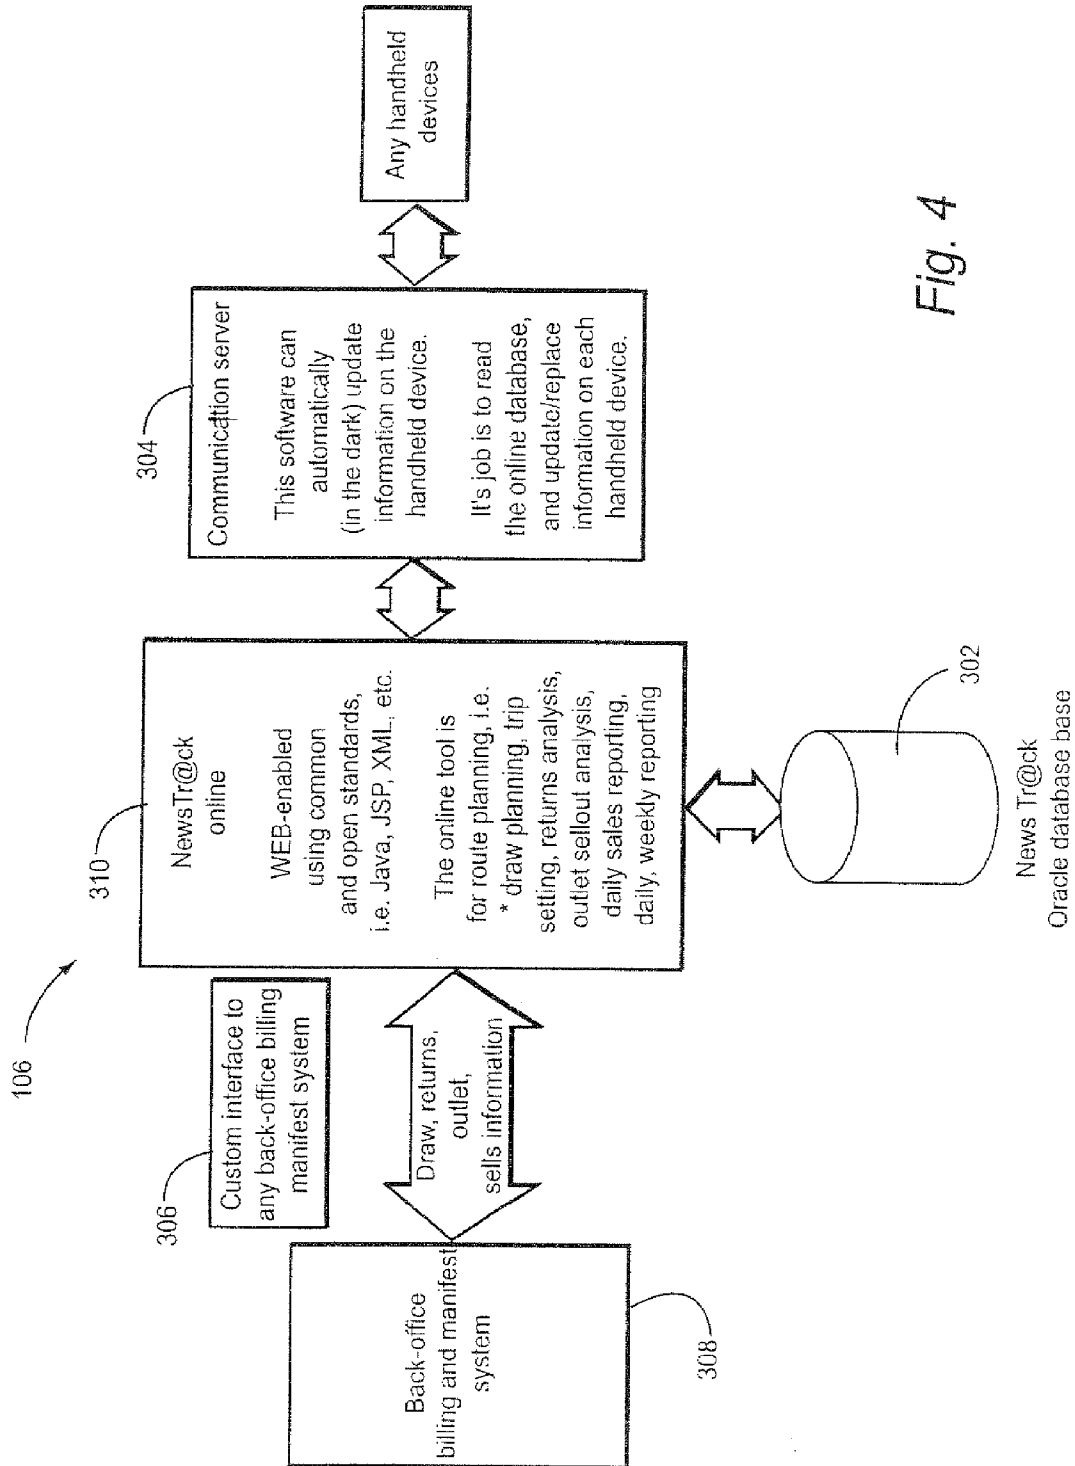 106
Back-office
billing and manifest
system
308
306
Custom interface to
any back-office billing
manifest system
Draw, returns,
outlet,
sells information
310
NewsTr@ck
online
WEB-enabled
using common
and open standards,
i.e. Java, JSP, XML, etc.
The online tool is
for route planning, i.e.
* draw planning, trip
setting, returns analysis,
outlet sellout analysis,
daily sales reporting,
daily, weekly reporting
302
News Tr@ck
Oracle database base
304
Communication server
This software can
automatically
(in the dark) update
information on the
handheld device.
It's job is to read
the online database,
and update/replace
information on each
handheld device.
Any handheld
devices
Fig. 4